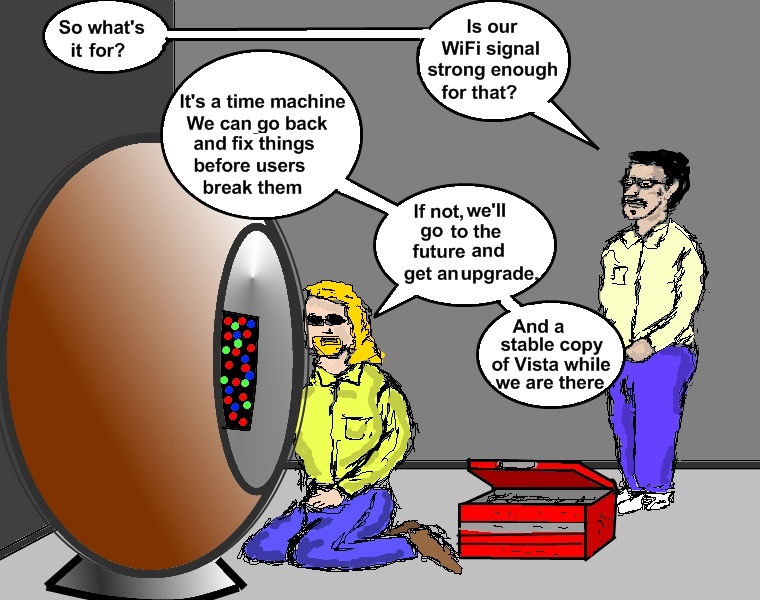 So what's
it for?
It's a time machine
We can go back
and fix things
before users
break them
Is our
WiFi signal
strong enough
for that?
If not, we'll
go to the
future and
get an upgrade.
And a
stable copy
of Vista while
we are there